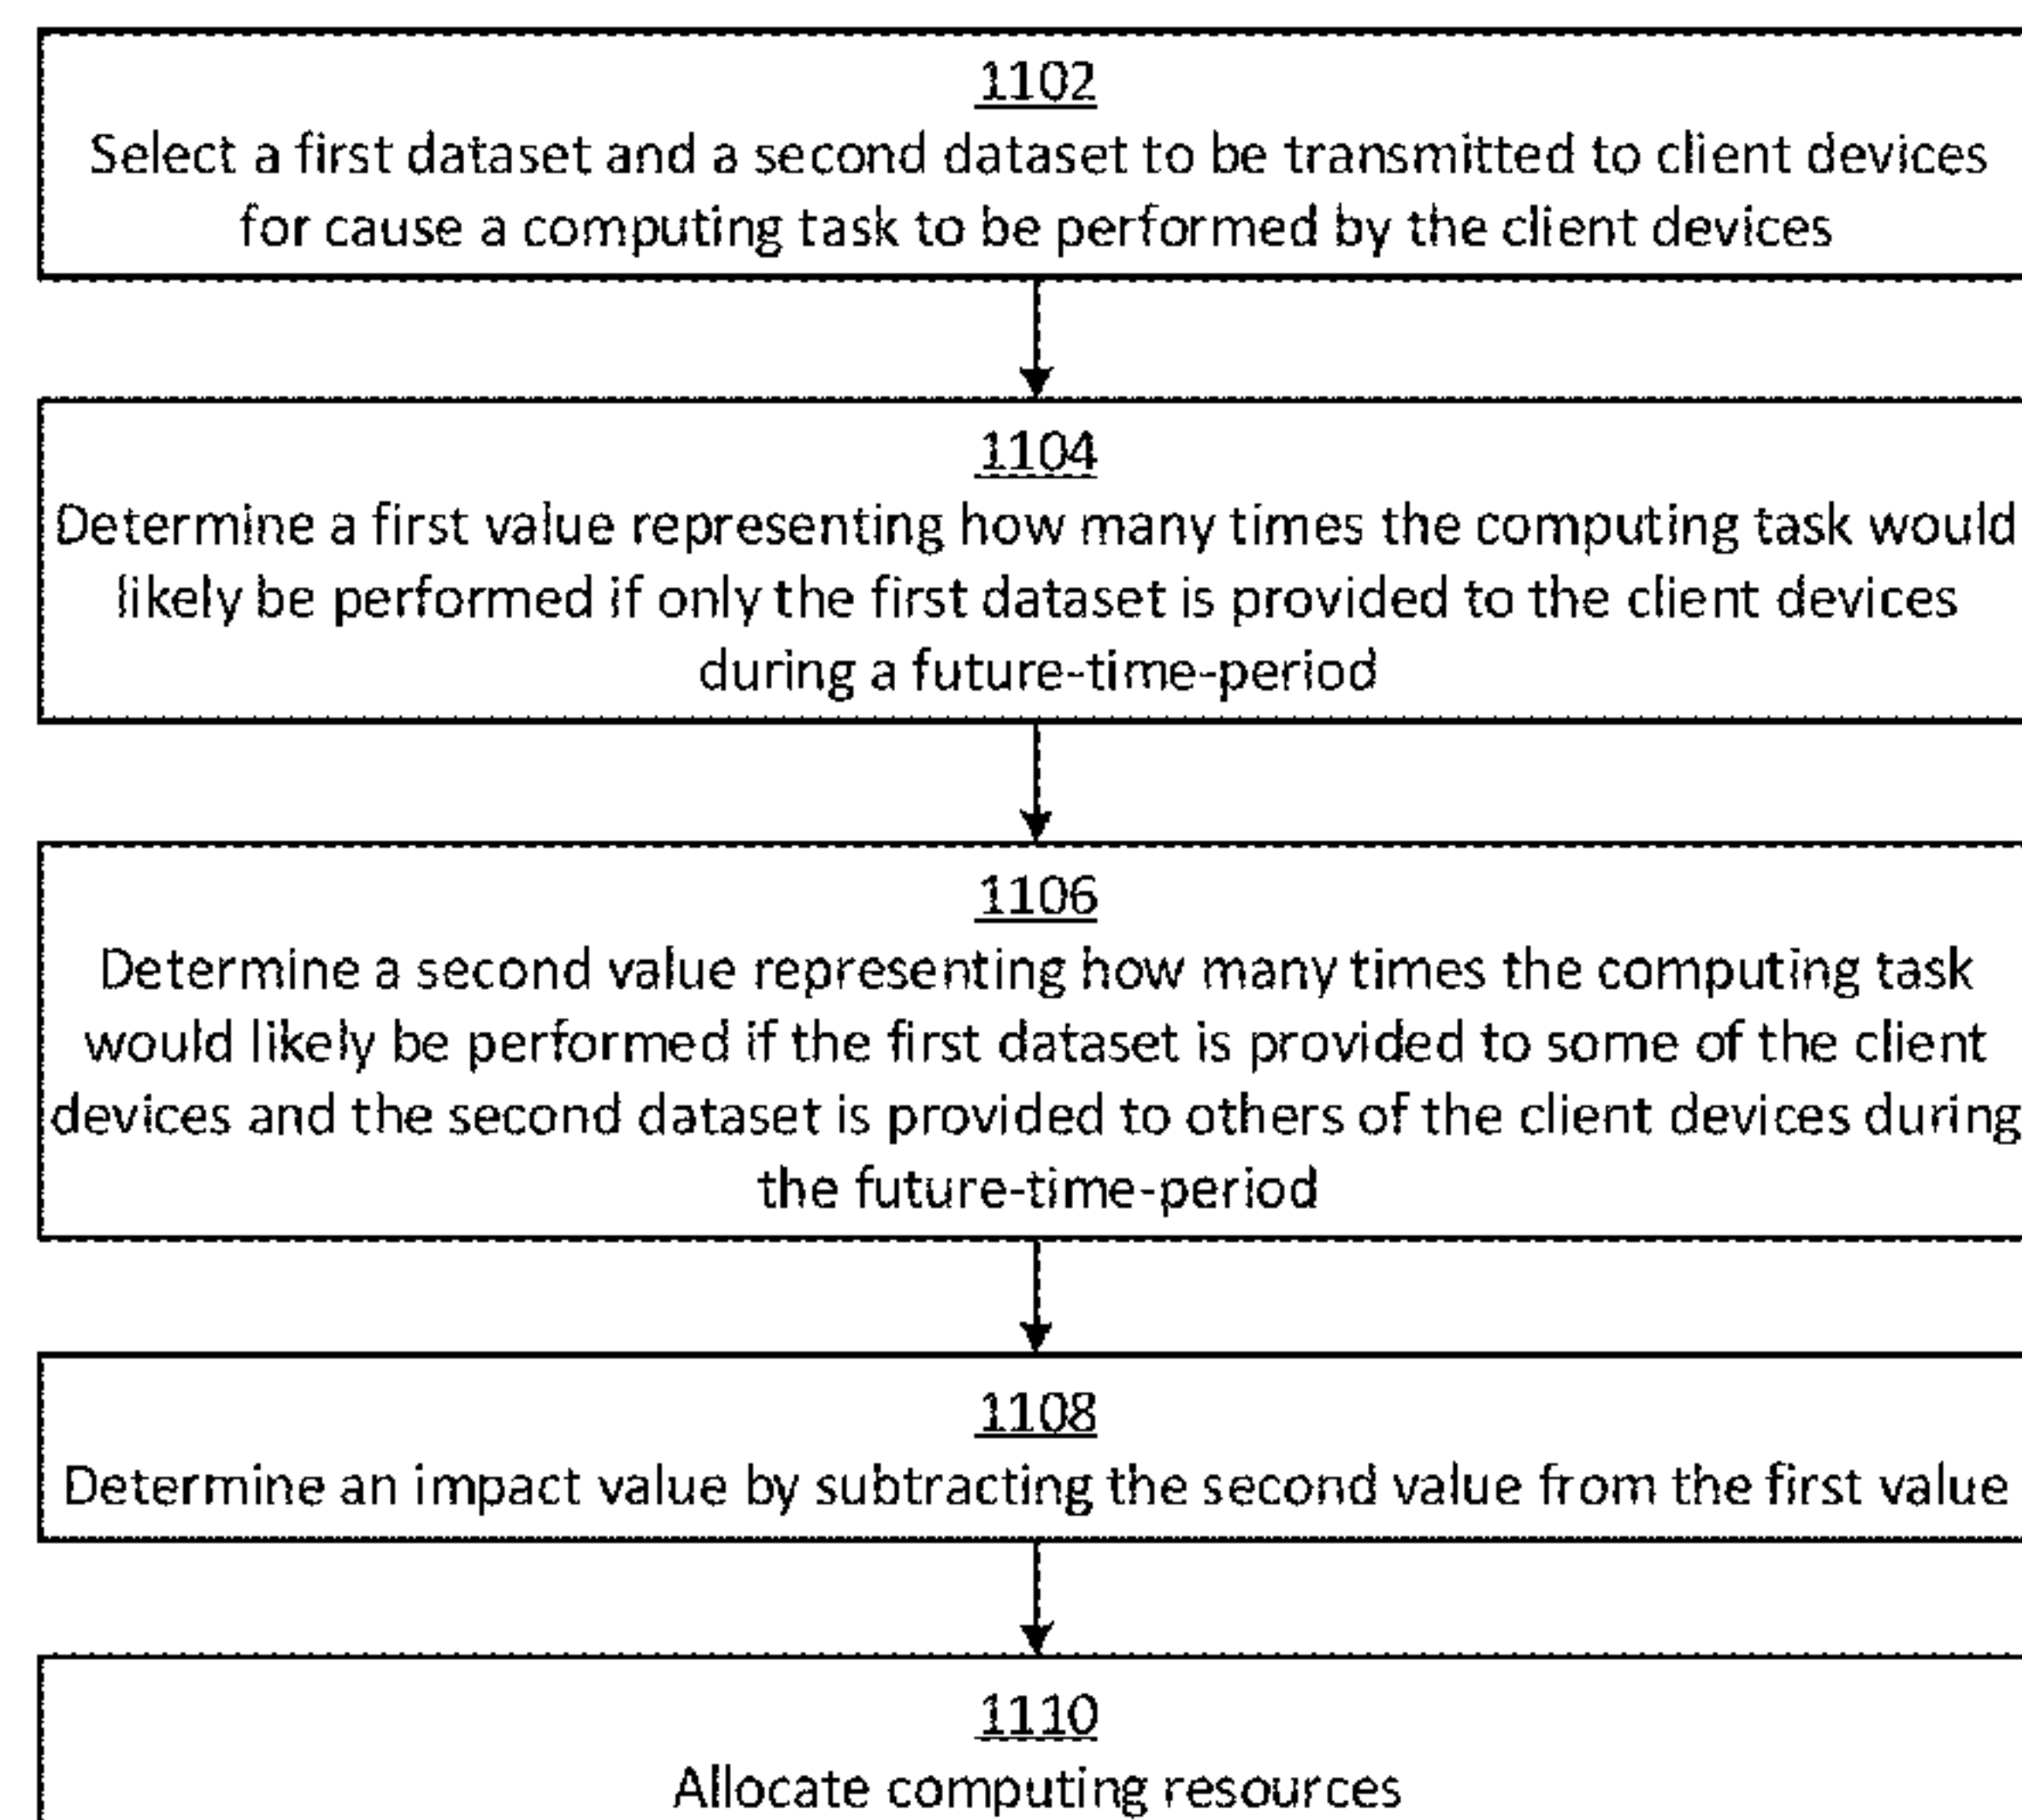 1102
Select a first dataset and a second dataset to be transmitted to client devices
for cause a computing task to be performed by the client devices
1104
Determine a first value representing how many times the computing task would
likely be performed if only the first dataset is provided to the client devices
during a future-time-period
1106
Determine a second value representing how many times the computing task
would likely be performed if the first dataset is provided to some of the client
devices and the second dataset is provided to others of the client devices during
the future-time-period
1108
Determine an impact value by subtracting the second value from the first value
1110
Allocate computing resources